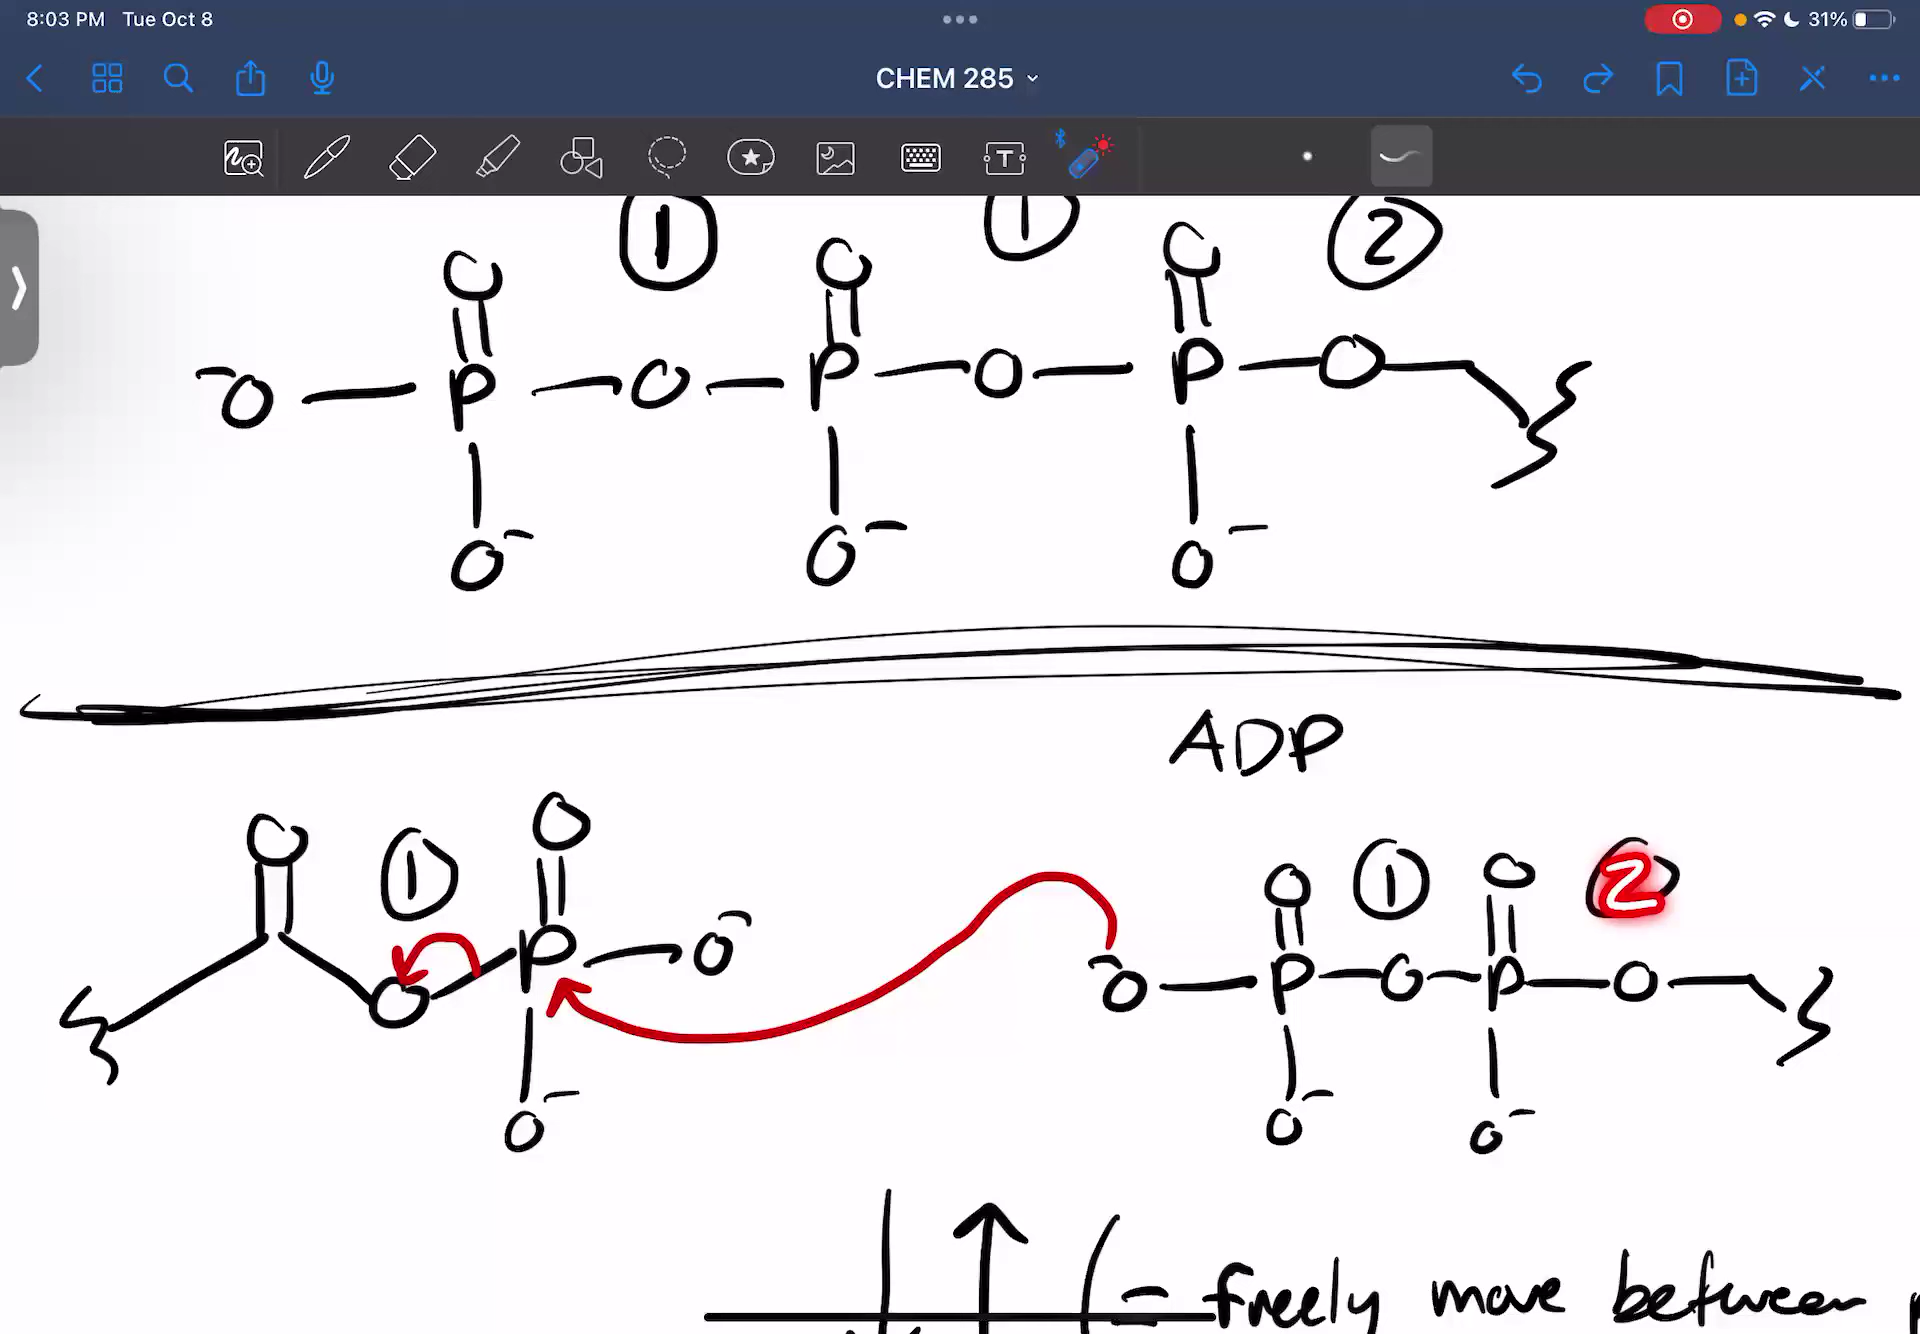 8:03 PM Tue Oct 8
31%
CHEM 285
T
1 1 2
O O O
⁻O P O P O P O
O⁻ O⁻ O⁻
ADP
O 1 O O 1 O 2
O P O⁻ ⁻O P O P O
O⁻ O⁻ O⁻
- freely move between